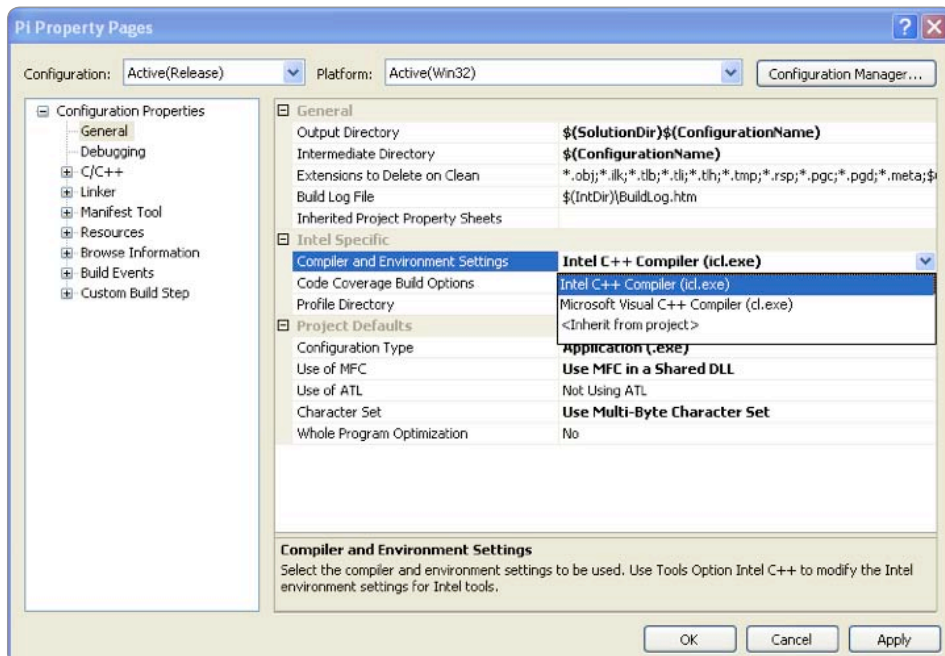 Pi Property Pages
Configuration: Active(Release) Platform: Active(Win32) Configuration Manager...
Configuration Properties
General
Debugging
C/C++
Linker
Manifest Tool
Resources
Browse Information
Build Events
Custom Build Step
General
Output Directory $(SolutionDir)$(ConfigurationName)
Intermediate Directory $(ConfigurationName)
Extensions to Delete on Clean *.obj;*.ilk;*.tlb;*.tli;*.tlh;*.tmp;*.rsp;*.pgc;*.pgd;*.meta;$(
Build Log File $(IntDir)\BuildLog.htm
Inherited Project Property Sheets
Intel Specific
Compiler and Environment Settings Intel C++ Compiler (icl.exe)
Code Coverage Build Options Intel C++ Compiler (icl.exe)
Profile Directory Microsoft Visual C++ Compiler (cl.exe)
<Inherit from project>
Project Defaults
Configuration Type Application (.exe)
Use of MFC Use MFC in a Shared DLL
Use of ATL Not Using ATL
Character Set Use Multi-Byte Character Set
Whole Program Optimization No
Compiler and Environment Settings
Select the compiler and environment settings to be used. Use Tools Option Intel C++ to modify the Intel
environment settings for Intel tools.
OK Cancel Apply